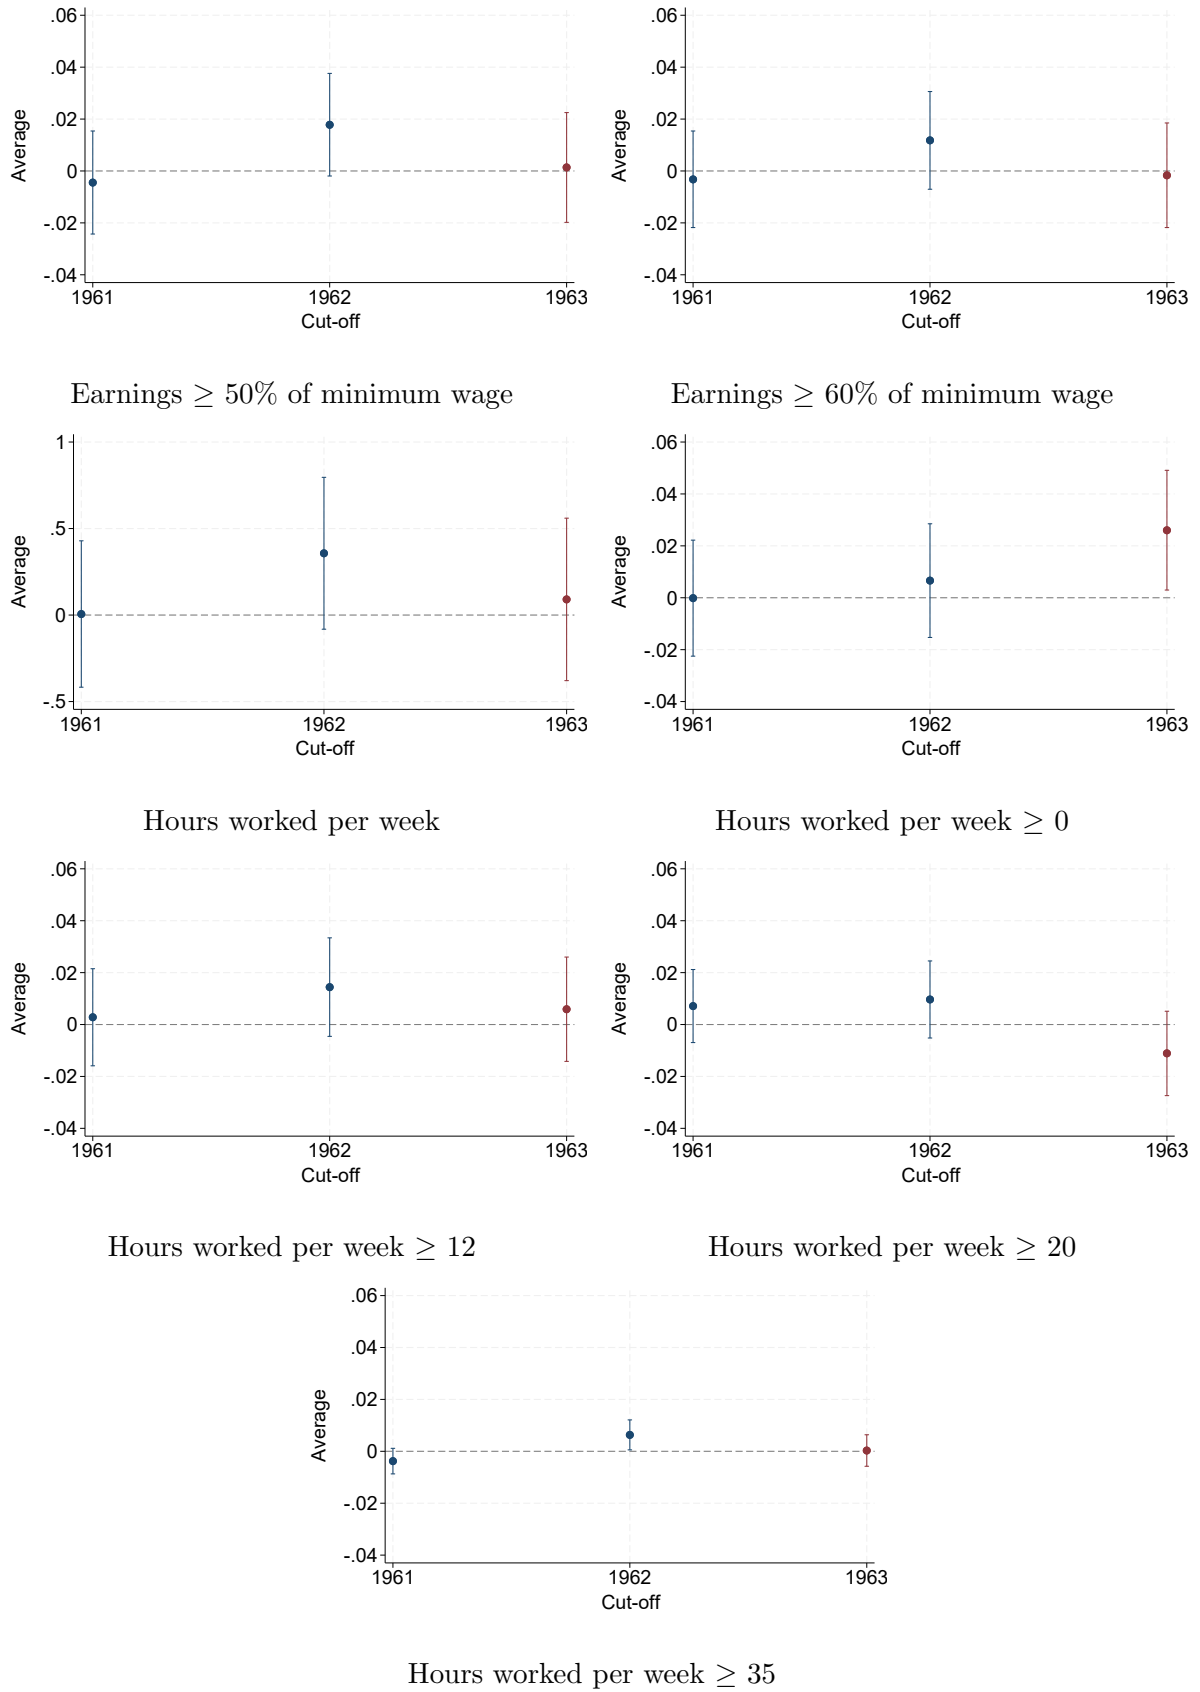 .06
.04
.02
0
-.02
-.04
Average
1961
1962
1963
Cut-off
Earnings ≥ 50% of minimum wage
.06
.04
.02
0
-.02
-.04
Average
1961
1962
1963
Cut-off
Earnings ≥ 60% of minimum wage
1
.5
0
-.5
Average
1961
1962
1963
Cut-off
Hours worked per week
.06
.04
.02
0
-.02
-.04
Average
1961
1962
1963
Cut-off
Hours worked per week ≥ 0
.06
.04
.02
0
-.02
-.04
Average
1961
1962
1963
Cut-off
Hours worked per week ≥ 12
.06
.04
.02
0
-.02
-.04
Average
1961
1962
1963
Cut-off
Hours worked per week ≥ 20
.06
.04
.02
0
-.02
-.04
Average
1961
1962
1963
Cut-off
Hours worked per week ≥ 35